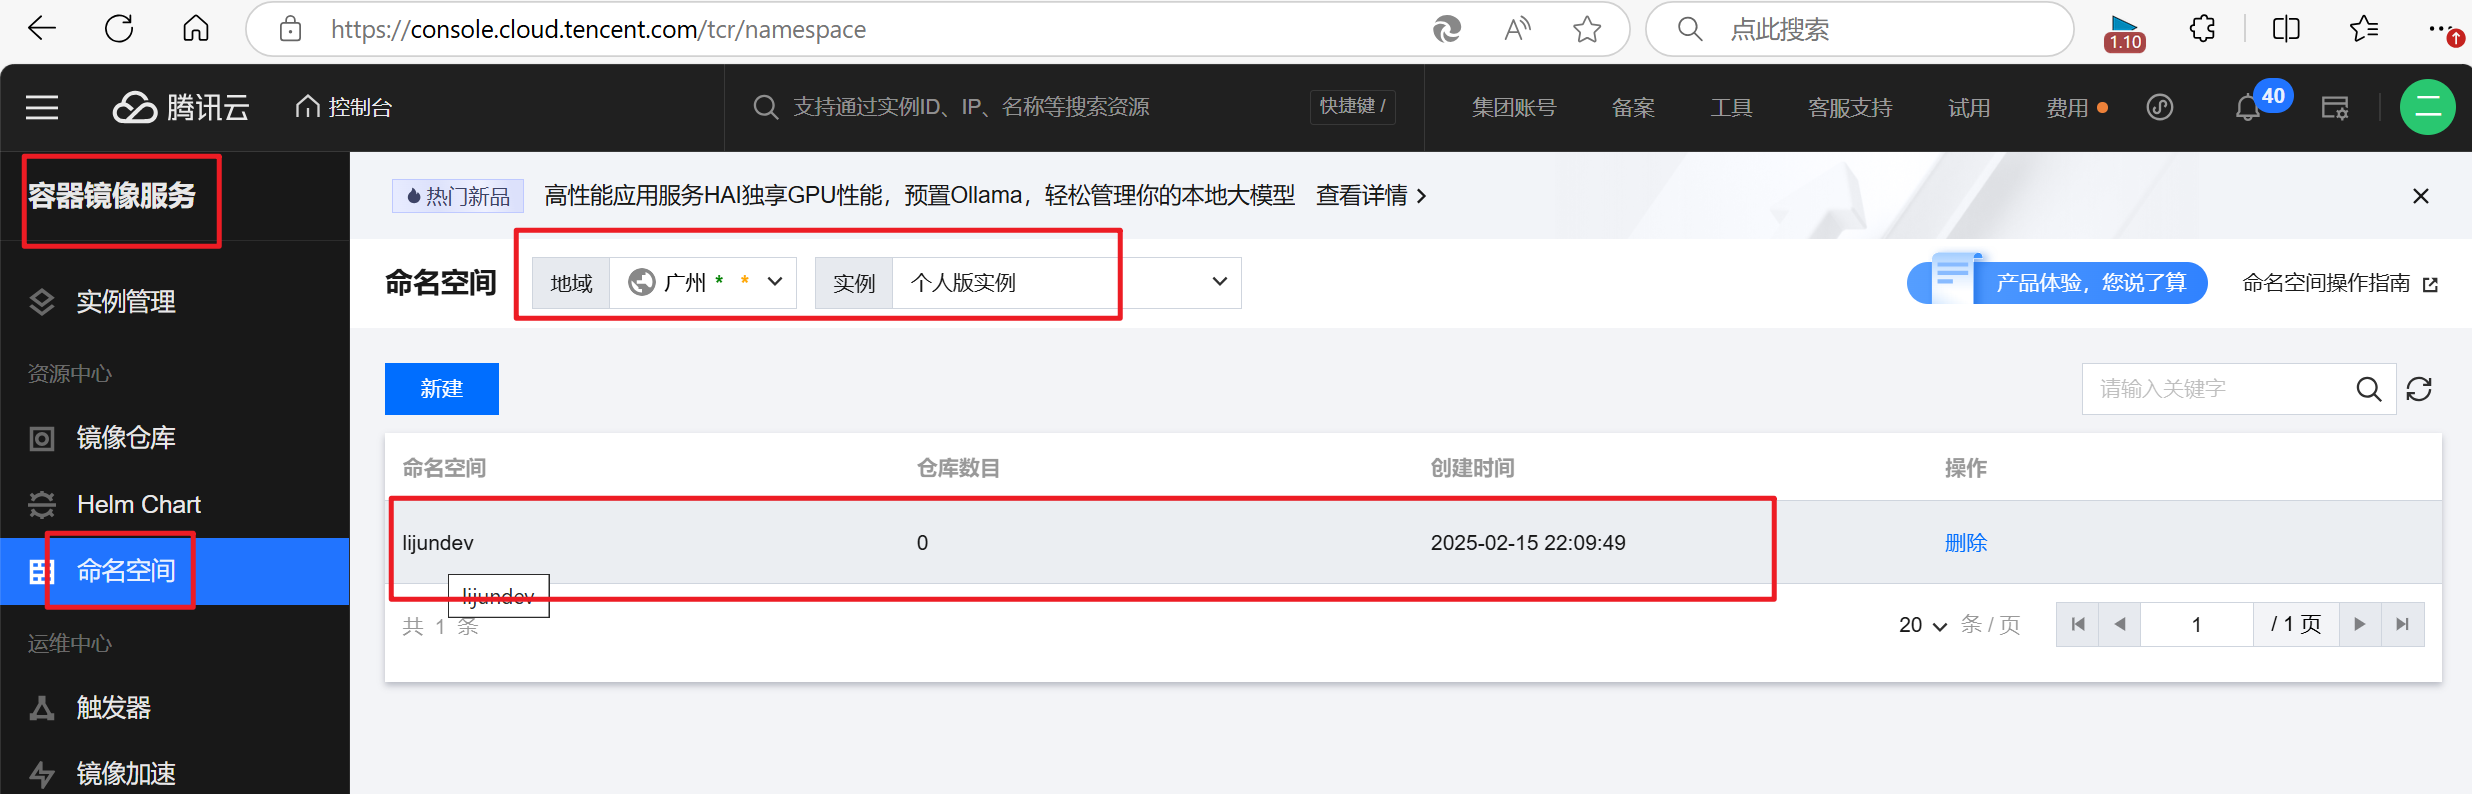 https://console.cloud.tencent.com/tcr/namespace
点此搜索
1.10
腾讯云
控制台
支持通过实例ID、IP、名称等搜索资源
快捷键 /
集团账号
备案
工具
客服支持
试用
费用
40
容器镜像服务
实例管理
资源中心
镜像仓库
Helm Chart
命名空间
运维中心
触发器
镜像加速
热门新品
高性能应用服务HAI独享GPU性能，预置Ollama，轻松管理你的本地大模型
查看详情
命名空间
地域
广州 * *
实例
个人版实例
产品体验，您说了算
命名空间操作指南
新建
请输入关键字
命名空间
仓库数目
创建时间
操作
lijundev
0
2025-02-15 22:09:49
删除
lijundev
共 1 条
20
条 / 页
1
/ 1 页